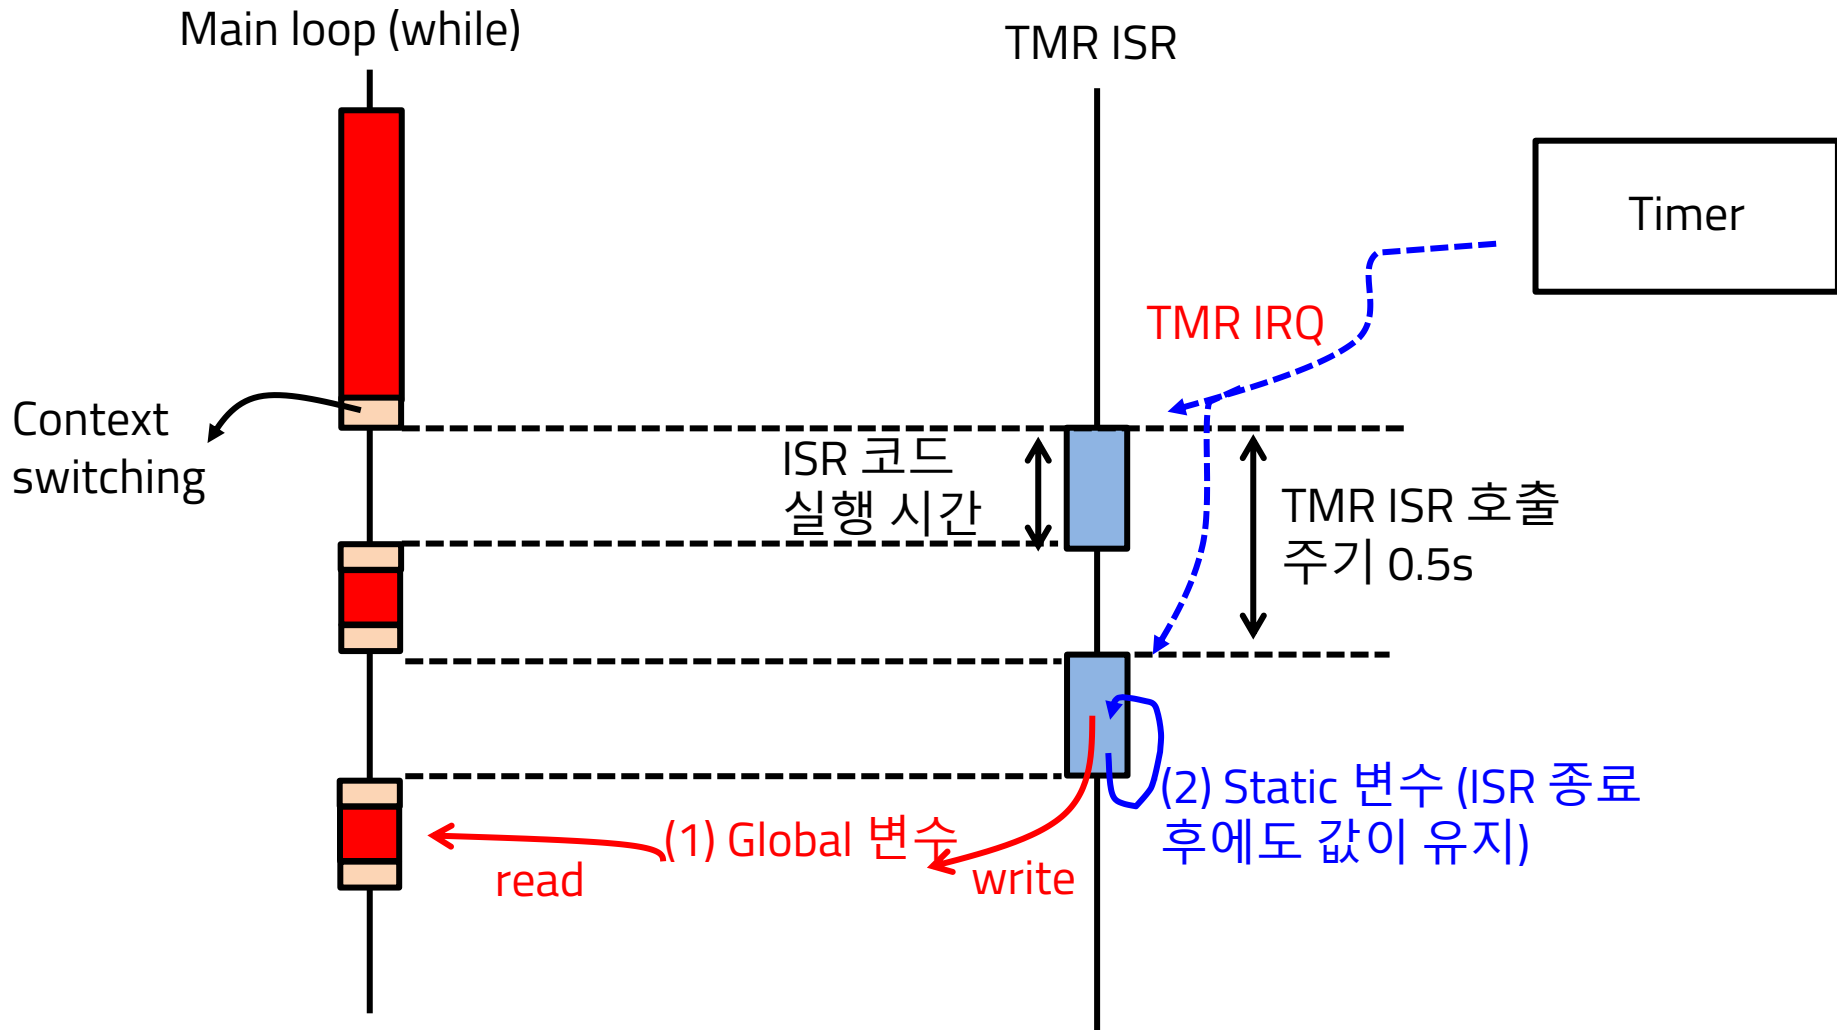 Main loop (while)
TMR ISR
Timer
TMR IRQ
Context
switching
ISR 코드
실행 시간
TMR ISR 호출
주기 0.5s
(2) Static 변수 (ISR 종료
후에도 값이 유지)
(1) Global 변수
read
write